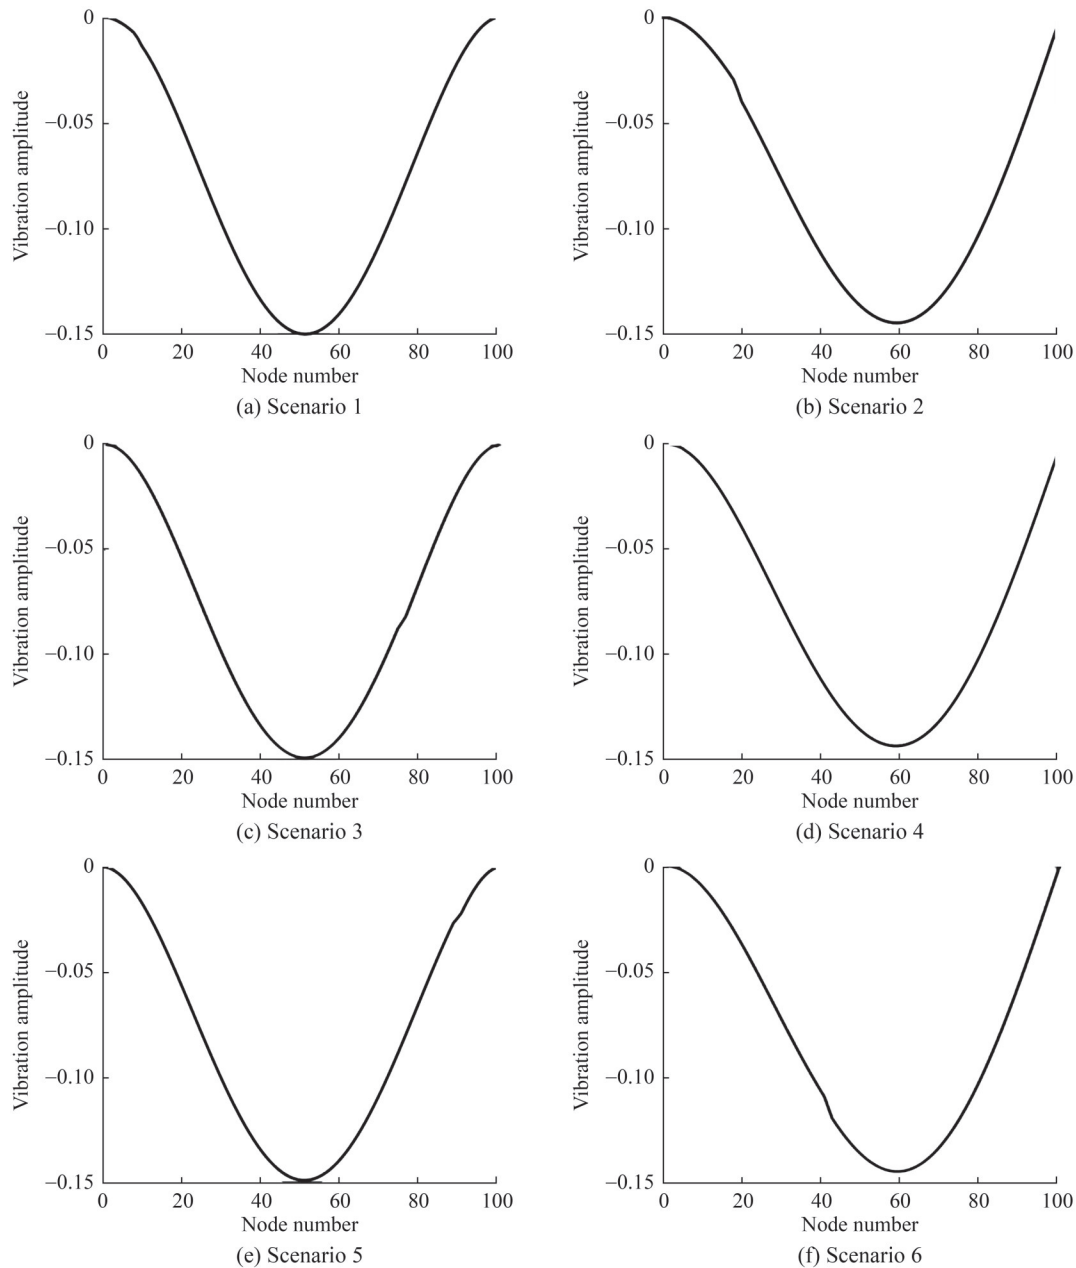 0
−0.05
−0.10
−0.15
Vibration amplitude
0 20 40 60 80 100
Node number
(a) Scenario 1
0
−0.05
−0.10
−0.15
Vibration amplitude
0 20 40 60 80 100
Node number
(b) Scenario 2
0
−0.05
−0.10
−0.15
Vibration amplitude
0 20 40 60 80 100
Node number
(c) Scenario 3
0
−0.05
−0.10
−0.15
Vibration amplitude
0 20 40 60 80 100
Node number
(d) Scenario 4
0
−0.05
−0.10
−0.15
Vibration amplitude
0 20 40 60 80 100
Node number
(e) Scenario 5
0
−0.05
−0.10
−0.15
Vibration amplitude
0 20 40 60 80 100
Node number
(f) Scenario 6